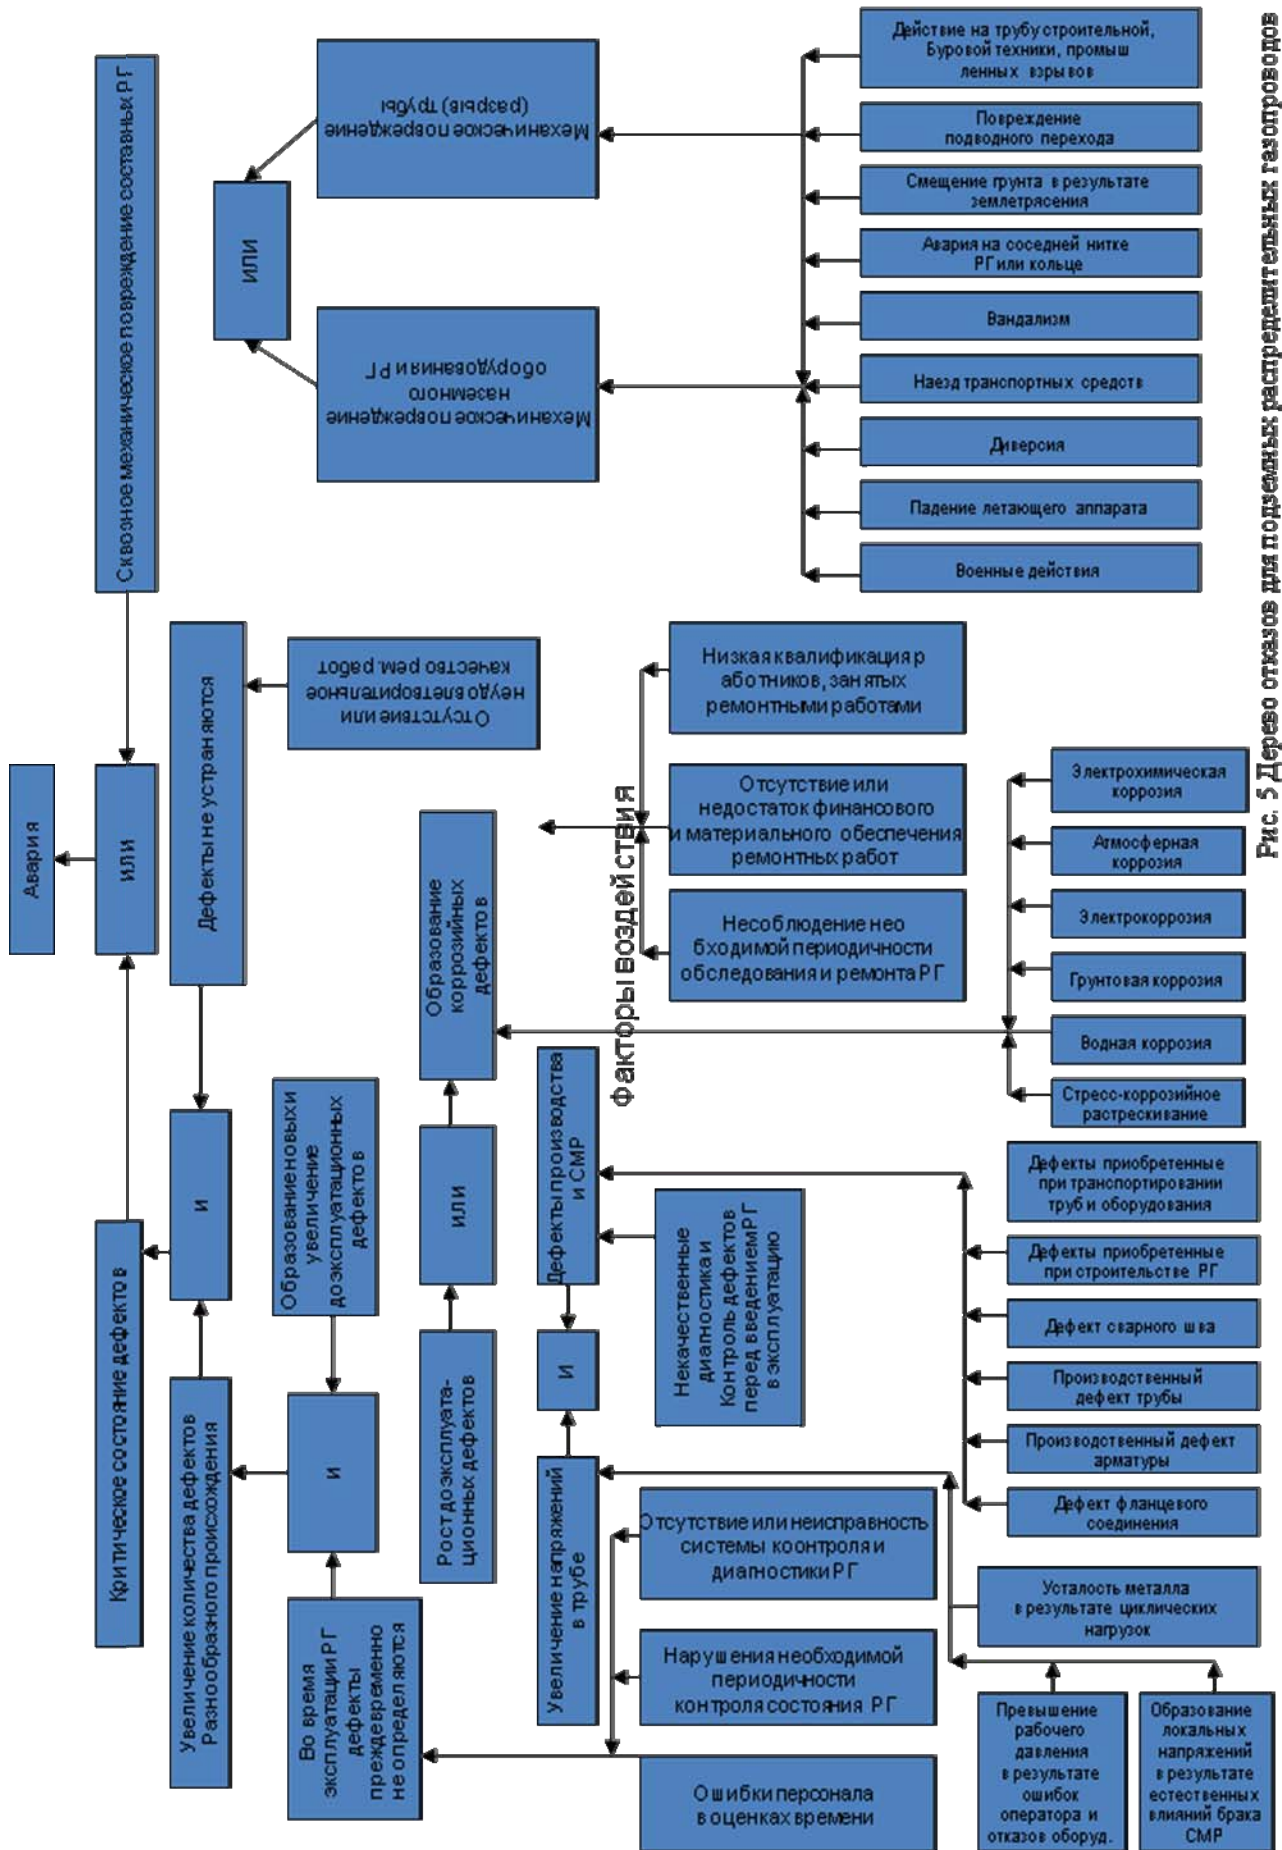 Авария
ИЛИ
Сквозное механическое повреждение составных РГ
Критическое состояние дефектов
И
Дефекты не устраняются
Отсутствие или
неудовлетворительное
качество рем. работ
ИЛИ
Механическое повреждение
наземного
оборудования и РГ
Механическое повреждение
(разрыв) трубы
Увеличение количества дефектов
Разнообразного происхождения
И
Образование новых и
увеличение
доэксплуатационных
дефектов
Во время
эксплуатации РГ
дефекты
преждевременно
не определяются
Рост доэксплуата-
ционных дефектов
ИЛИ
Образование
коррозийных
дефектов
Увеличение напряжений
в трубе
И
Дефекты производства
и СМР
Факторы воздействия
Ошибки персонала
в оценках времени
Нарушения необходимой
периодичности
контроля состояния РГ
Отсутствие или неисправность
системы коонтроля и
диагностики РГ
Некачественные
диагностика и
Контроль дефектов
перед введением РГ
в эксплуатацию
Несоблюдение нео
бходимой периодичности
обследования и ремонта РГ
Отсутствие или
недостаток финансового
и материального обеспечения
ремонтных работ
Низкая квалификация р
аботников, занятых
ремонтными работами
Превышение
рабочего
давления
в результате
ошибок
оператора и
отказов оборуд.
Образование
локальных
напряжений
в результате
естественных
влияний брака
СМР
Усталость металла
в результате циклических
нагрузок
Дефект фланцевого
соединения
Производственный дефект
арматуры
Производственный
дефект трубы
Дефект сварного шва
Дефекты приобретенные
при строительстве РГ
Дефекты приобретенные
при транспортировании
труб и оборудования
Стресс-коррозийное
растрескивание
Водная коррозия
Грунтовая коррозия
Электрокоррозия
Атмосферная
коррозия
Электрохимическая
коррозия
Военные действия
Падение летающего аппарата
Диверсия
Наезд транспортных средств
Вандализм
Авария на соседней нитке
РГ или кольце
Смещение грунта в результате
землетрясения
Повреждение
подводного перехода
Действие на трубу строительной,
Буровой техники, промыш
ленных взрывов
Рис. 5 Дерево отказов для подземных распределительных газопроводов